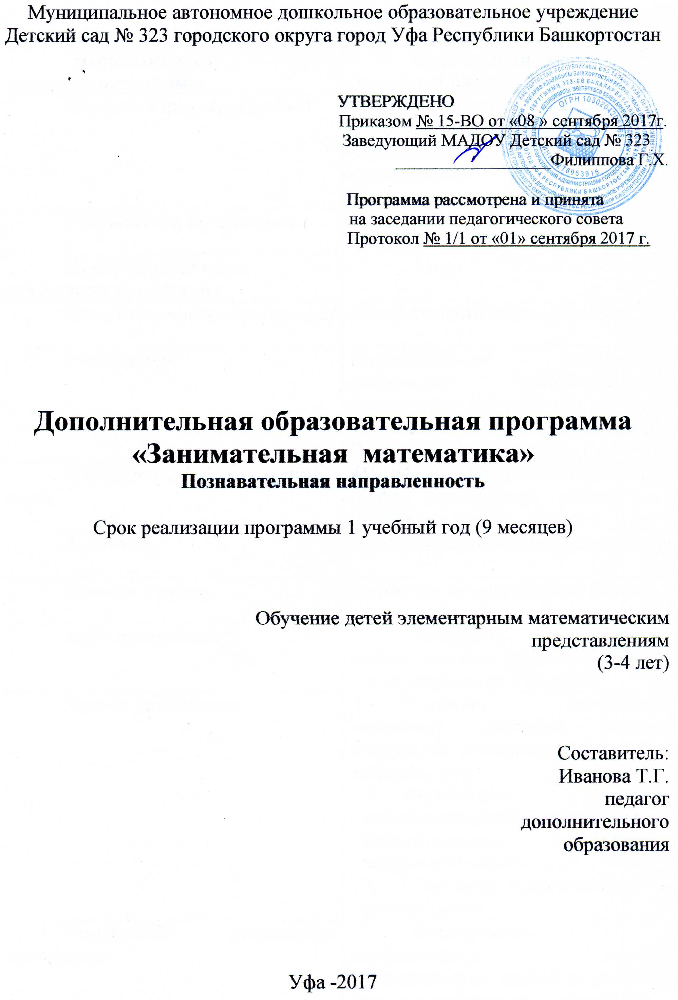 Муниципальное автономное дошкольное образовательное учреждение
Детский сад № 323 городского округа город Уфа Республики Башкортостан
УТВЕРЖДЕНО
Приказом № 15-ВО от «08 » сентября 2017г.
Заведующий МАДОУ Детский сад № 323
Филиппова Г.Х.
ОГРН
ИНН 0276053916
Программа рассмотрена и принята
на заседании педагогического совета
Протокол № 1/1 от «01» сентября 2017 г.
Дополнительная образовательная программа
«Занимательная математика»
Познавательная направленность
Срок реализации программы 1 учебный год (9 месяцев)
Обучение детей элементарным математическим
представлениям
(3-4 лет)
Составитель:
Иванова Т.Г.
педагог
дополнительного
образования
Уфа -2017